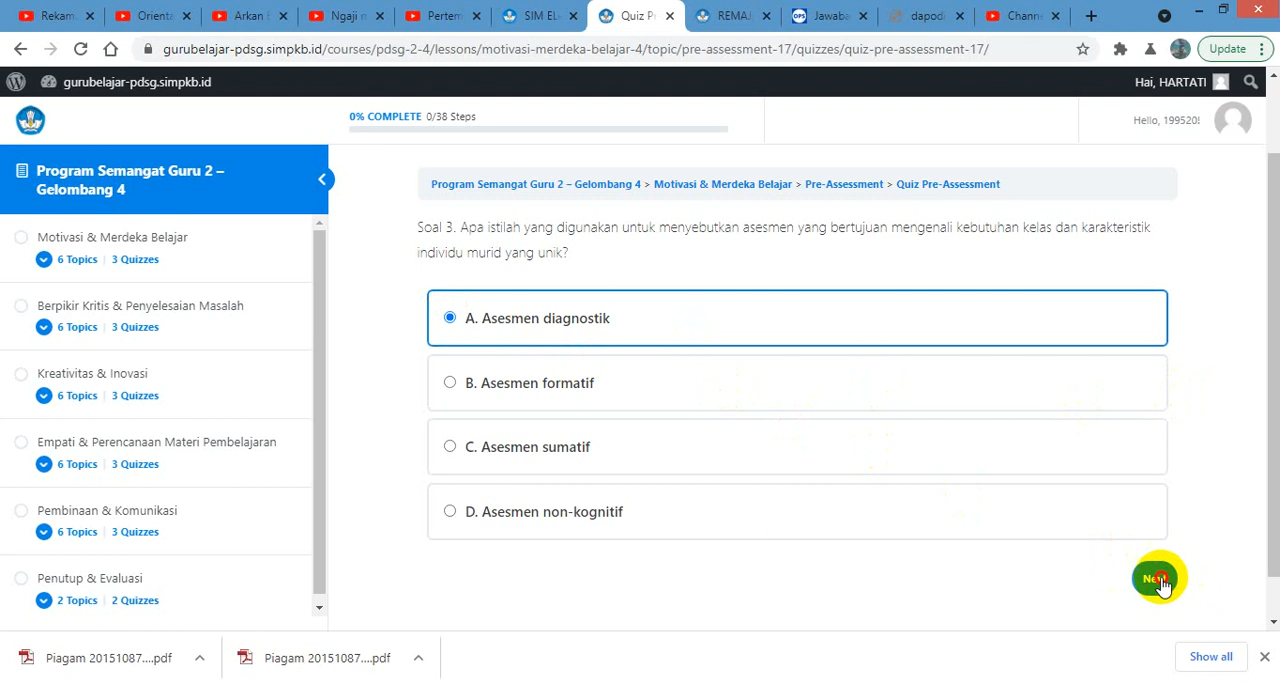 Rekam
Orienta
Arkan B
Ngaji m
Pertem
SIM EL
Quiz P
REMAJ
Jawaba
dapodi
Channe
gurubelajar-pdsg.simpkb.id/courses/pdsg-2-4/lessons/motivasi-merdeka-belajar-4/topic/pre-assessment-17/quizzes/quiz-pre-assessment-17/
Update
gurubelajar-pdsg.simpkb.id
Hai, HARTATI
0% COMPLETE 0/38 Steps
Hello, 199520!
Program Semangat Guru 2 –
Gelombang 4
Motivasi & Merdeka Belajar
6 Topics | 3 Quizzes
Berpikir Kritis & Penyelesaian Masalah
6 Topics | 3 Quizzes
Kreativitas & Inovasi
6 Topics | 3 Quizzes
Empati & Perencanaan Materi Pembelajaran
6 Topics | 3 Quizzes
Pembinaan & Komunikasi
6 Topics | 3 Quizzes
Penutup & Evaluasi
2 Topics | 2 Quizzes
Program Semangat Guru 2 – Gelombang 4 > Motivasi & Merdeka Belajar > Pre-Assessment > Quiz Pre-Assessment
Soal 3. Apa istilah yang digunakan untuk menyebutkan asesmen yang bertujuan mengenali kebutuhan kelas dan karakteristik
individu murid yang unik?
A. Asesmen diagnostik
B. Asesmen formatif
C. Asesmen sumatif
D. Asesmen non-kognitif
Piagam 20151087....pdf
Piagam 20151087....pdf
Show all